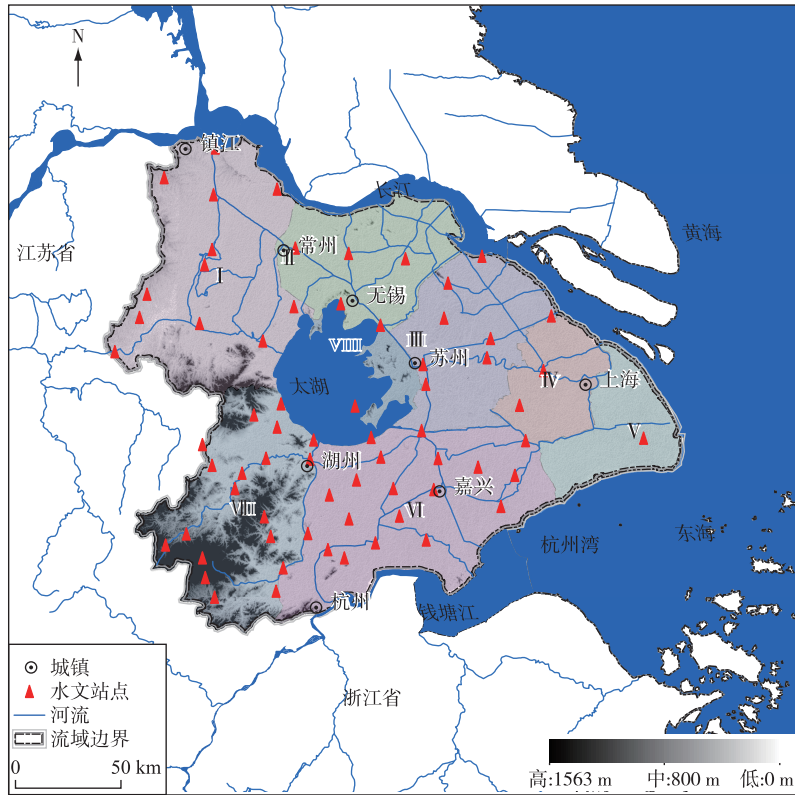 N
镇江
长江
黄海
江苏省
常州
II
I
无锡
VIII
III
苏州
太湖
IV
上海
V
湖州
嘉兴
VII
VI
杭州湾
东海
杭州
钱塘江
浙江省
城镇
水文站点
河流
流域边界
0 50 km
高:1563 m 中:800 m 低:0 m